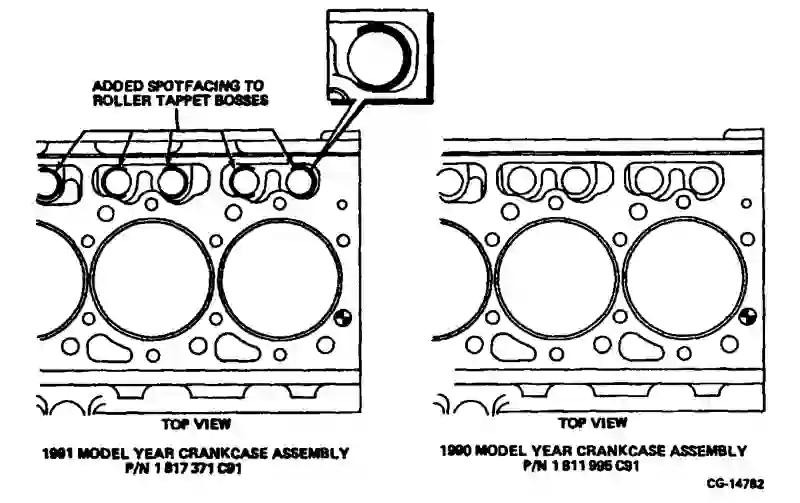 ADDED SPOTFACING TO
ROLLER TAPPET BOSSES
TOP VIEW
1991 MODEL YEAR CRANKCASE ASSEMBLY
P/N 1 817 371 C91
TOP VIEW
1990 MODEL YEAR CRANKCASE ASSEMBLY
P/N 1 811 995 C91
CG-14782